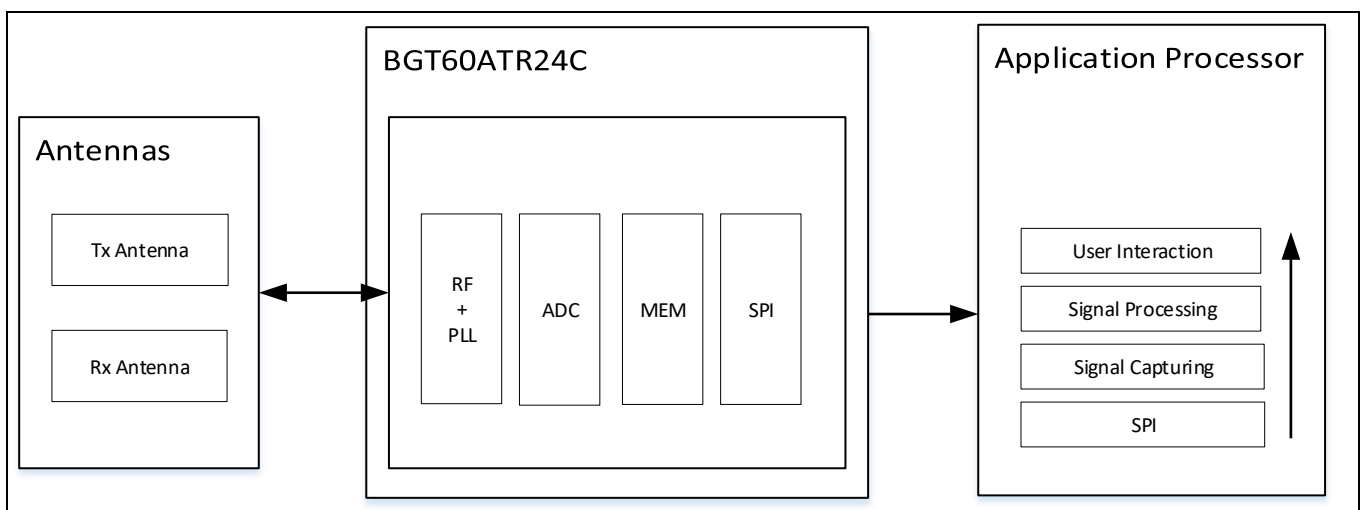 Antennas
Tx Antenna
Rx Antenna
BGT60ATR24C
RF
+
PLL
ADC
MEM
SPI
Application Processor
User Interaction
Signal Processing
Signal Capturing
SPI